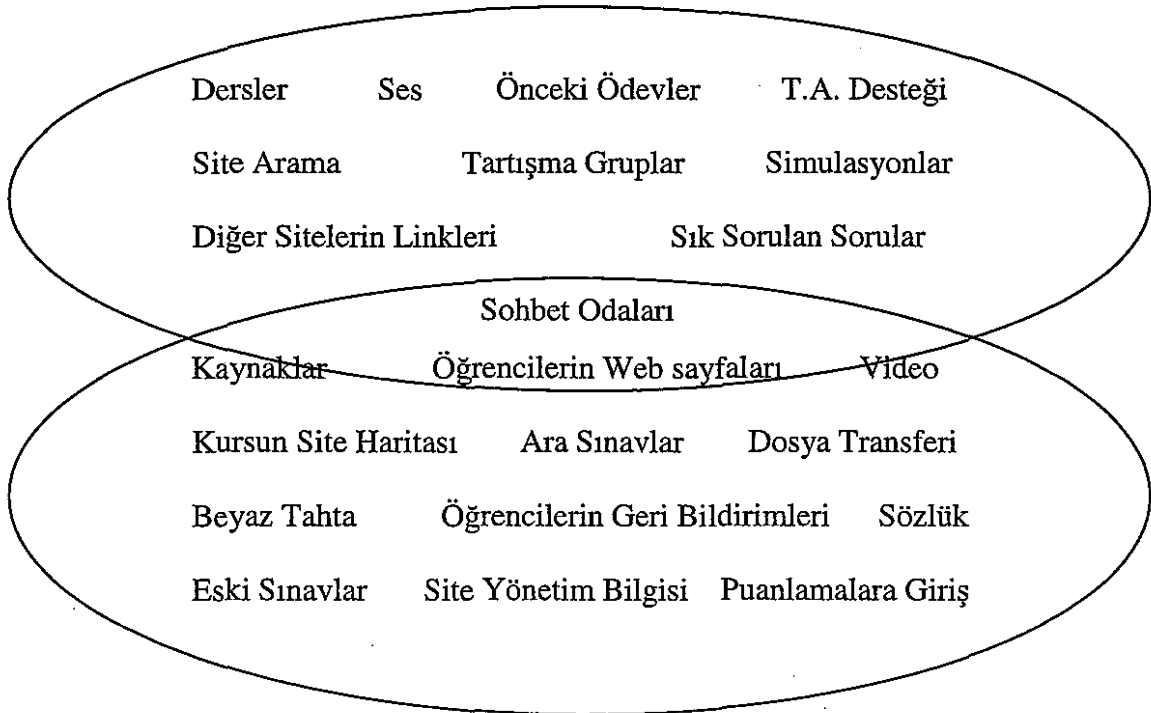 Dersler Ses Önceki Ödevler T.A. Desteği
Site Arama Tartışma Gruplar Simulasyonlar
Diğer Sitelerin Linkleri Sık Sorulan Sorular
Sohbet Odaları
Kaynaklar Öğrencilerin Web sayfaları Video
Kursun Site Haritası Ara Sınavlar Dosya Transferi
Beyaz Tahta Öğrencilerin Geri Bildirimleri Sözlük
Eski Sınavlar Site Yönetim Bilgisi Puanlamalara Giriş